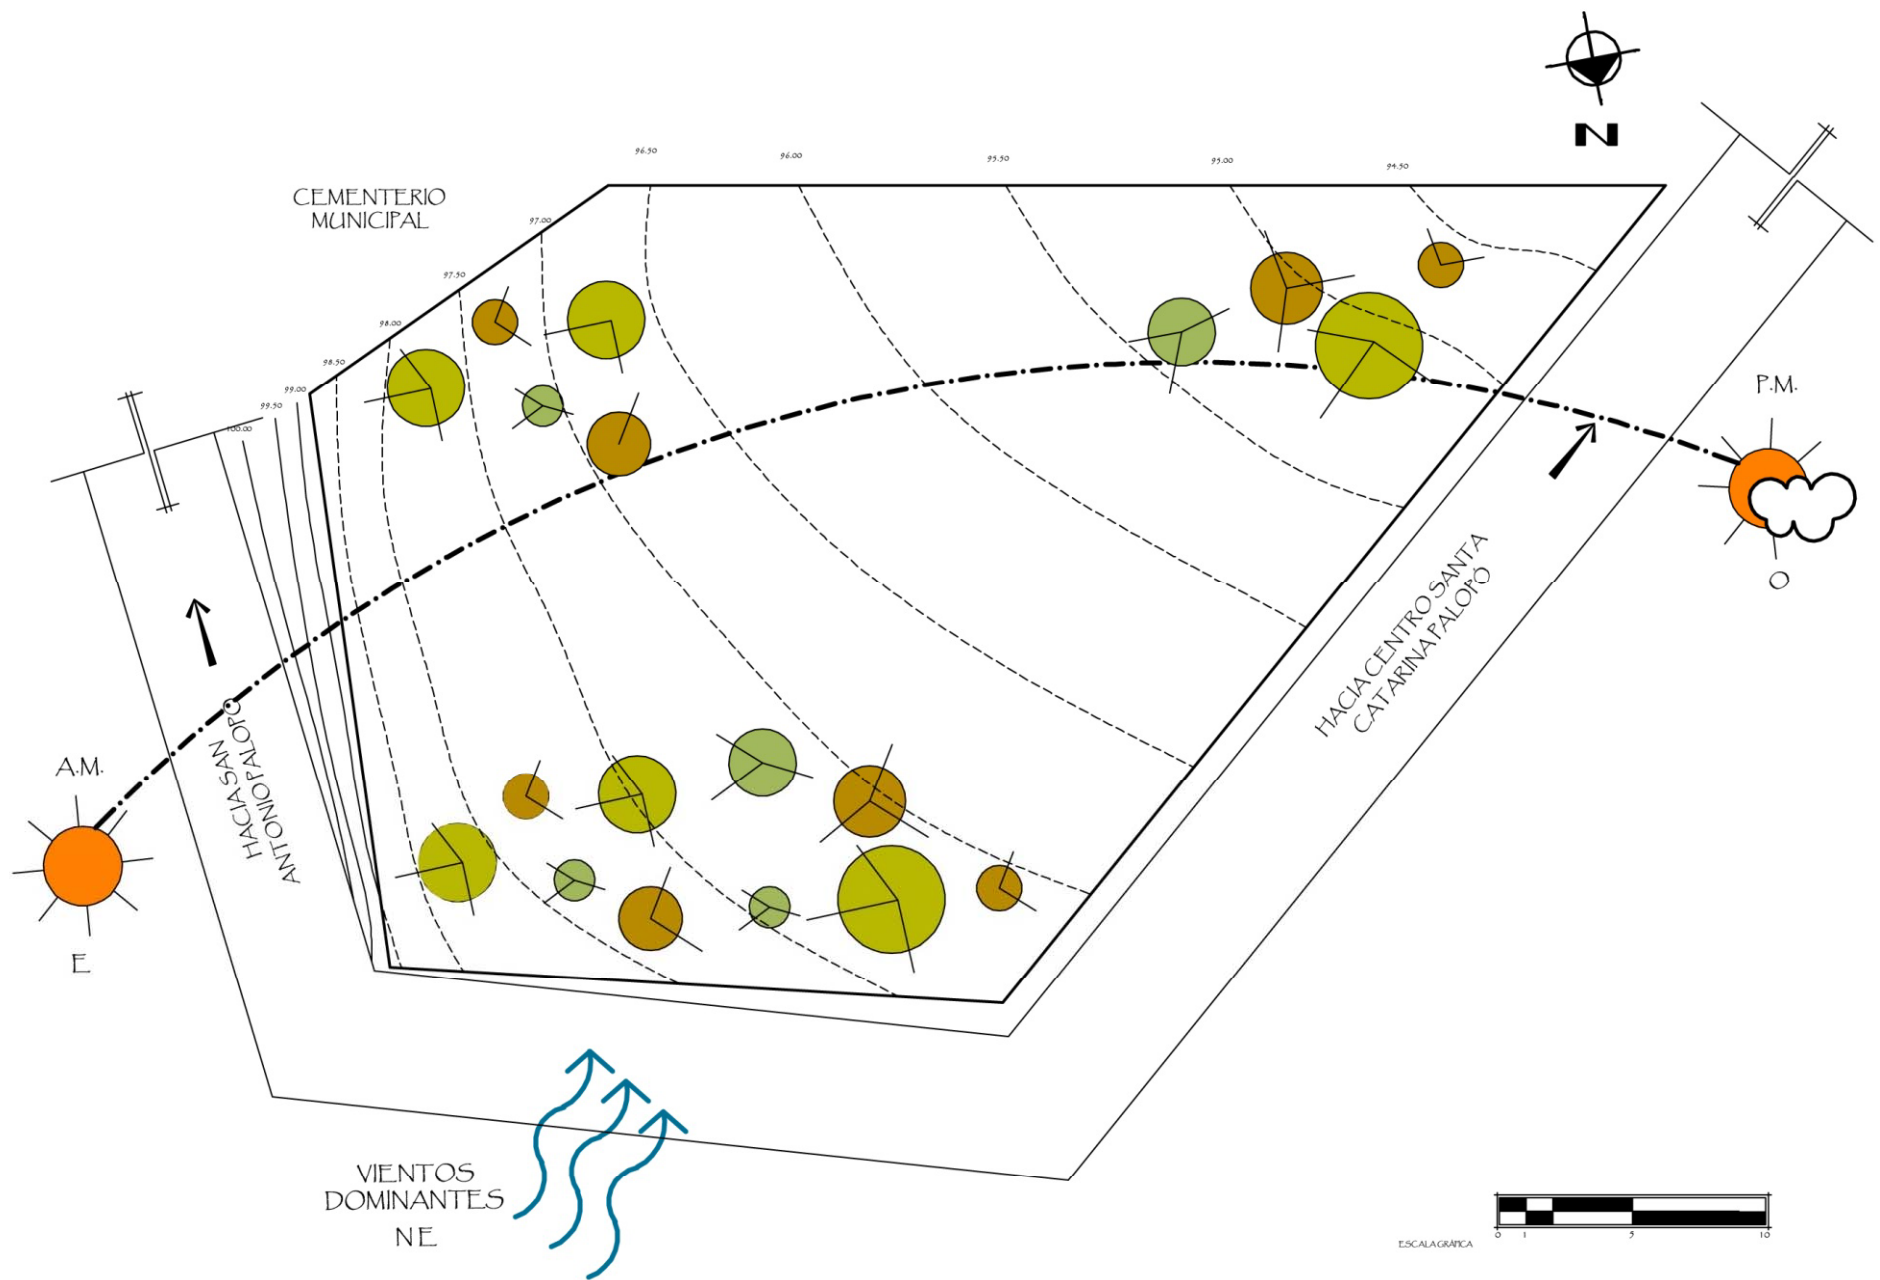 N
96.50
96.00
95.50
95.00
94.50
CEMENTERIO
MUNICIPAL
97.00
97.50
98.00
98.50
99.00
99.50
100.00
P.M.
O
HACIA CENTRO SANTA
CATARINA PALOPÓ
HACIA SAN
ANTONIO PALOPÓ
A.M.
E
VIENTOS
DOMINANTES
N E
ESCALA GRÁFICA
0 1 5 10